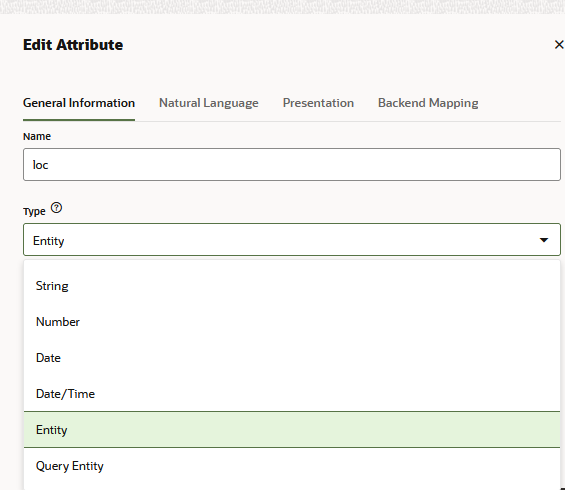 Edit Attribute
General Information Natural Language Presentation Backend Mapping
Name
loc
Type
Entity
String
Number
Date
Date/Time
Entity
Query Entity